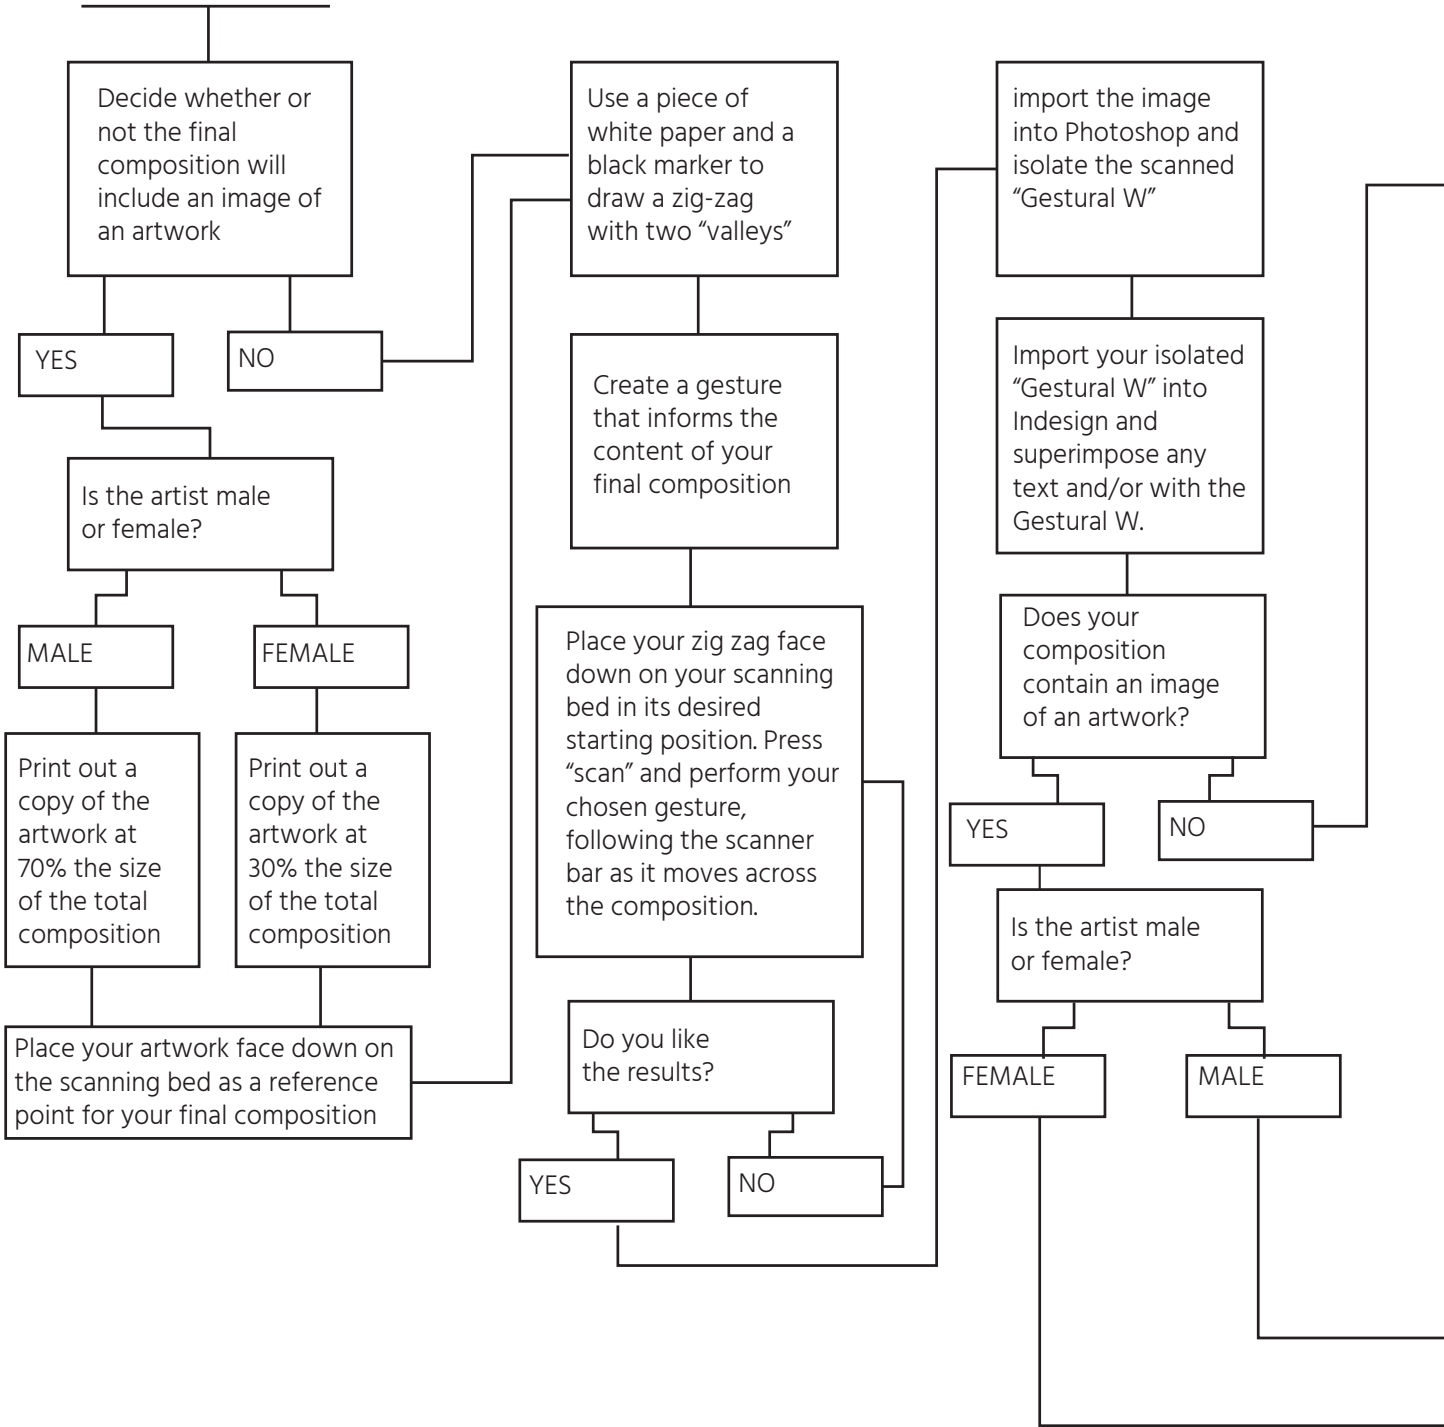 Decide whether or
not the final
composition will
include an image of
an artwork
YES
NO
Is the artist male
or female?
MALE
FEMALE
Print out a
copy of the
artwork at
70% the size
of the total
composition
Print out a
copy of the
artwork at
30% the size
of the total
composition
Place your artwork face down on
the scanning bed as a reference
point for your final composition
Use a piece of
white paper and a
black marker to
draw a zig-zag
with two “valleys”
Create a gesture
that informs the
content of your
final composition
Place your zig zag face
down on your scanning
bed in its desired
starting position. Press
“scan” and perform your
chosen gesture,
following the scanner
bar as it moves across
the composition.
Do you like
the results?
YES
NO
import the image
into Photoshop and
isolate the scanned
“Gestural W”
Import your isolated
“Gestural W” into
Indesign and
superimpose any
text and/or with the
Gestural W.
Does your
composition
contain an image
of an artwork?
YES
NO
Is the artist male
or female?
FEMALE
MALE